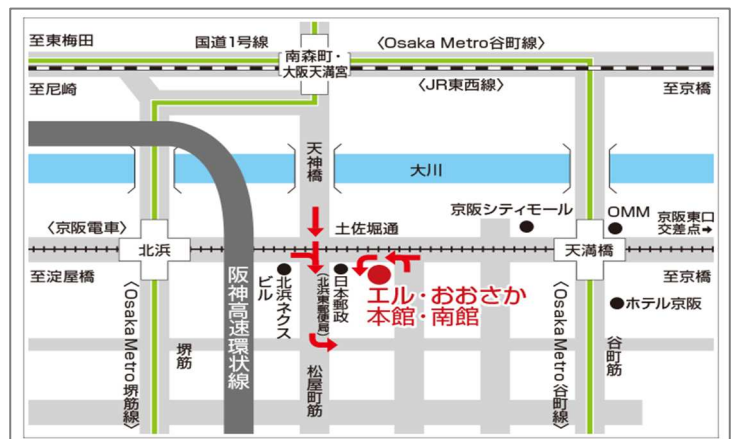 至東梅田
国道1号線
南森町・
大阪天満宮
〈Osaka Metro谷町線〉
至尼崎
〈JR東西線〉
至京橋
天神橋
大川
京阪シティモール
OMM
京阪東口
交差点➡
〈京阪電車〉
北浜
土佐堀通
天満橋
至淀屋橋
至京橋
〈Osaka Metro堺筋線〉
堺筋
阪神高速環状線
北浜ネクス
ビル
(北浜東郵便局)
日本郵政
エル・おおさか
本館・南館
〈Osaka Metro谷町線〉
ホテル京阪
谷町筋
松屋町筋